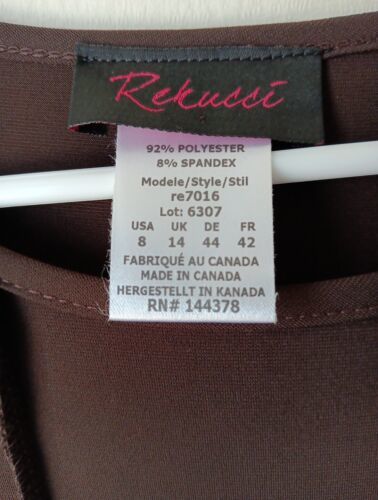 Rekucci
92% POLYESTER
8% SPANDEX
Modele/Style/Stil
re7016
Lot: 6307
USA UK DE FR
8 14 44 42
FABRIQUÉ AU CANADA
MADE IN CANADA
HERGESTELLT IN KANADA
RN# 144378